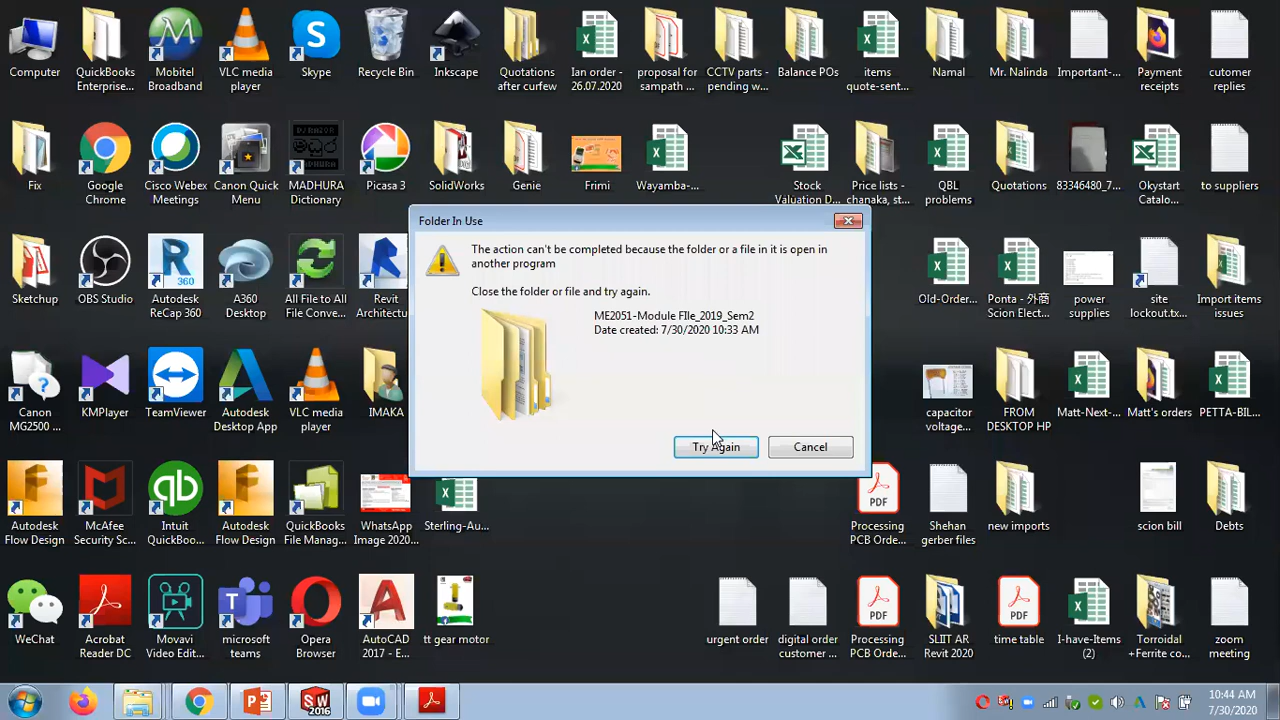 Computer
QuickBooks Enterprise...
Mobitel Broadband
VLC media player
Skype
Recycle Bin
Inkscape
Quotations after curfew
Ian order - 26.07.2020
proposal for sampath ...
CCTV parts - pending w...
Balance POs
items quote-sent...
Namal
Mr. Nalinda
Important-...
Payment receipts
cutomer replies
Fix
Google Chrome
Cisco Webex Meetings
Canon Quick Menu
MADHURA Dictionary
Picasa 3
SolidWorks
Genie
Frimi
Wayamba-...
Stock Valuation D...
Price lists - chanaka, st...
QBL problems
Quotations
83346480_7...
Okystart Catalo...
to suppliers
Folder In Use
The action can't be completed because the folder or a file in it is open in
another program
Close the folder or file and try again.
ME2051-Module FIle_2019_Sem2
Date created: 7/30/2020 10:33 AM
Try Again
Cancel
Sketchup
OBS Studio
Autodesk Recap 360
A360 Desktop
All File to All File Conve...
Revit
Old-Order...
Ponta - 外商 Scion Elect...
power supplies
site lockout.tx...
Import items issues
Canon MG2500 ...
KMPlayer
TeamViewer
Autodesk Desktop App
VLC media player
IMAKA
capacitor voltage...
FROM DESKTOP HP
Matt-Next-...
Matt's orders
PETTA-BIL...
Autodesk Flow Design
McAfee Security Sc...
Intuit QuickBoo...
Autodesk Flow Design
QuickBooks File Manag...
WhatsApp Image 2020...
Sterling-Au...
PDF
Processing PCB Orde...
Shehan gerber files
new imports
scion bill
Debts
WeChat
Acrobat Reader DC
Movavi Video Edit...
microsoft teams
Opera Browser
AutoCAD 2017 - E...
tt gear motor
urgent order
digital order customer ...
PDF
Processing PCB Orde...
SLIIT AR Revit 2020
PDF
time table
I-have-Items (2)
Torroidal +Ferrite co...
zoom meeting
SW 2016
10:44 AM
7/30/2020